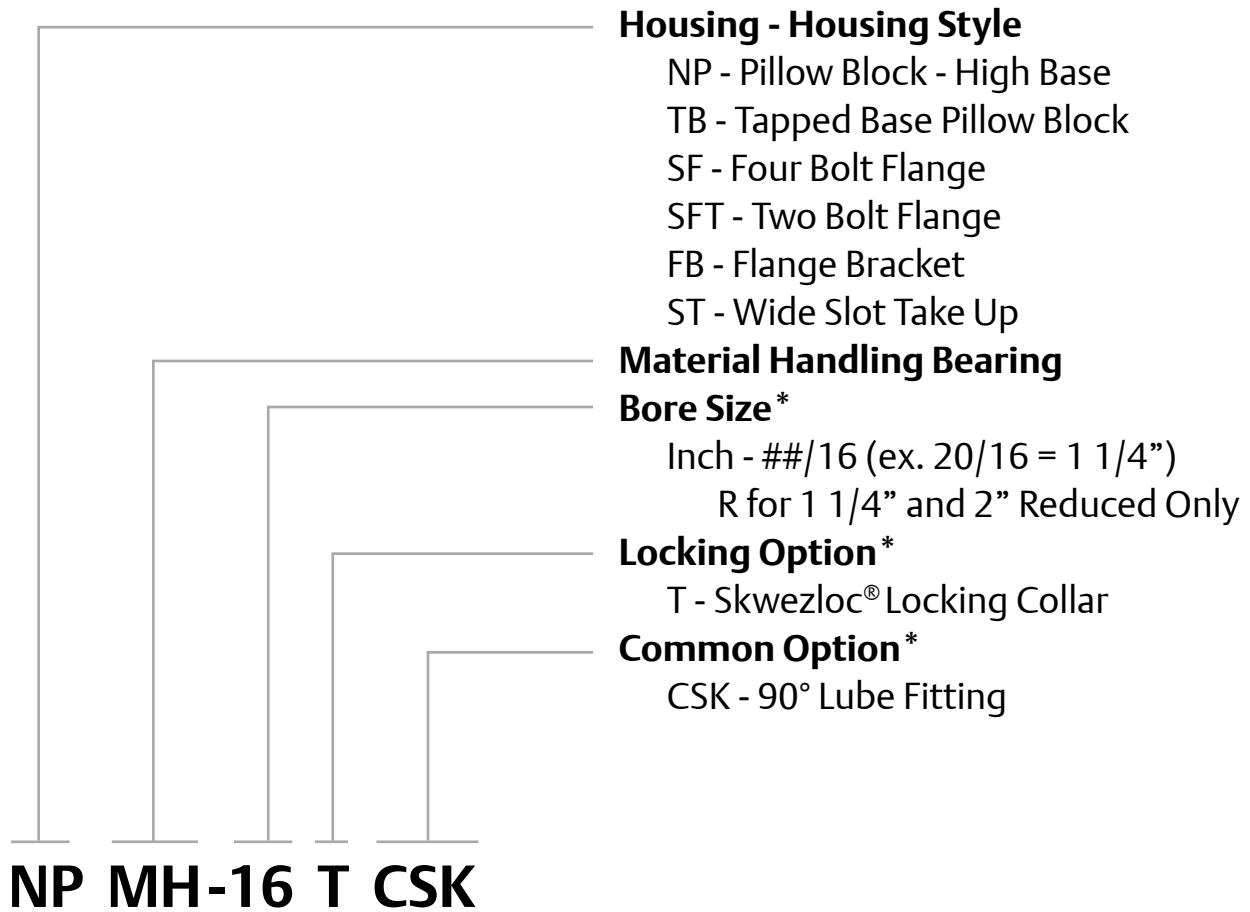 Housing - Housing Style
NP - Pillow Block - High Base
TB - Tapped Base Pillow Block
SF - Four Bolt Flange
SFT - Two Bolt Flange
FB - Flange Bracket
ST - Wide Slot Take Up
Material Handling Bearing
Bore Size*
Inch - ##/16 (ex. 20/16 = 1 1/4”)
R for 1 1/4” and 2” Reduced Only
Locking Option*
T - Skwezloc® Locking Collar
Common Option*
CSK - 90° Lube Fitting
NP MH-16 T CSK